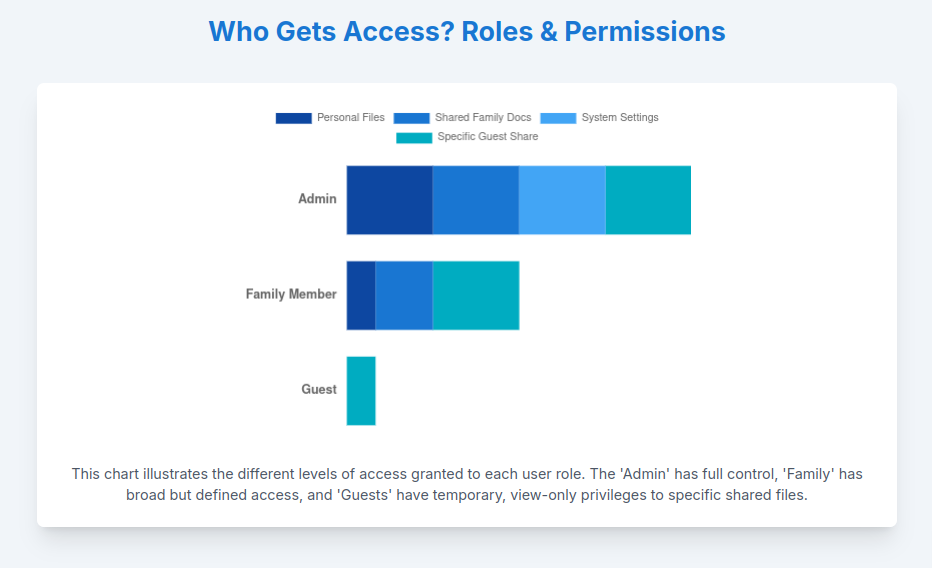 Who Gets Access? Roles & Permissions
Personal Files
Shared Family Docs
System Settings
Specific Guest Share
Admin
Family Member
Guest
This chart illustrates the different levels of access granted to each user role. The 'Admin' has full control, 'Family' has
broad but defined access, and 'Guests' have temporary, view-only privileges to specific shared files.